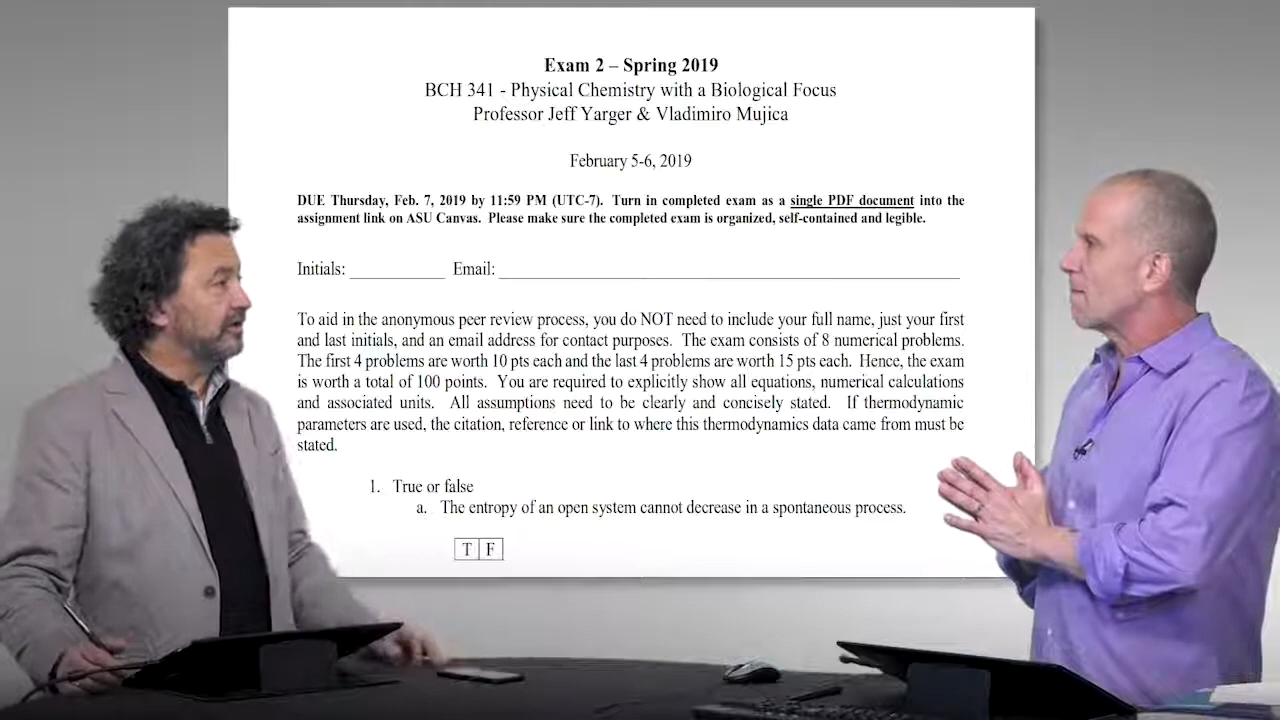 Exam 2 – Spring 2019
BCH 341 - Physical Chemistry with a Biological Focus
Professor Jeff Yarger & Vladimiro Mujica
February 5-6, 2019
DUE Thursday, Feb. 7, 2019 by 11:59 PM (UTC-7). Turn in completed exam as a single PDF document into the
assignment link on ASU Canvas. Please make sure the completed exam is organized, self-contained and legible.
Initials: ___________ Email: ______________________________________________________
To aid in the anonymous peer review process, you do NOT need to include your full name, just your first
and last initials, and an email address for contact purposes. The exam consists of 8 numerical problems.
The first 4 problems are worth 10 pts each and the last 4 problems are worth 15 pts each. Hence, the exam
is worth a total of 100 points. You are required to explicitly show all equations, numerical calculations
and associated units. All assumptions need to be clearly and concisely stated. If thermodynamic
parameters are used, the citation, reference or link to where this thermodynamics data came from must be
stated.
1. True or false
a. The entropy of an open system cannot decrease in a spontaneous process.
T F